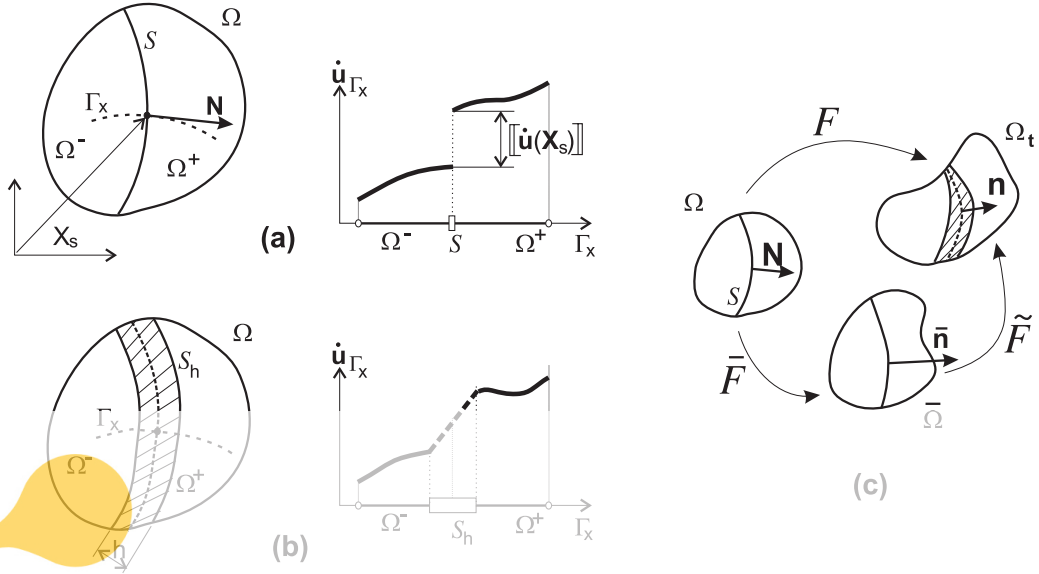 Ω
S
Γx
N
Ω-
Ω+
Xs
(a)
u̇Γx
[[u̇(Xs)]]
Ω-
S
Ω+
Γx
Ω
Sh
Γx
Ω-
Ω+
h
(b)
u̇Γx
Ω-
Sh
Ω+
Γx
F
Ωt
n
Ω
N
S
F̄
n̄
F̃
Ω̄
(c)